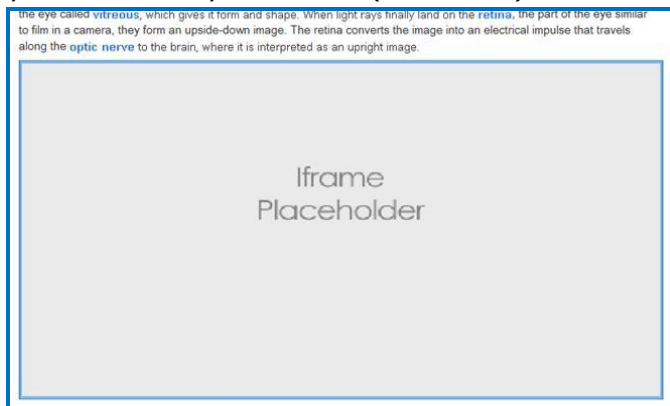 the eye called vitreous, which gives it form and shape. When light rays finally land on the retina, the part of the eye similar
to film in a camera, they form an upside-down image. The retina converts the image into an electrical impulse that travels
along the optic nerve to the brain, where it is interpreted as an upright image.
Iframe
Placeholder